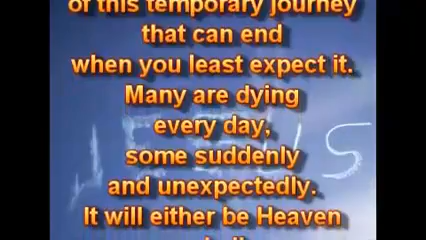 of this temporary journey
that can end
when you least expect it.
Many are dying
every day,
some suddenly
and unexpectedly.
It will either be Heaven
JESUS